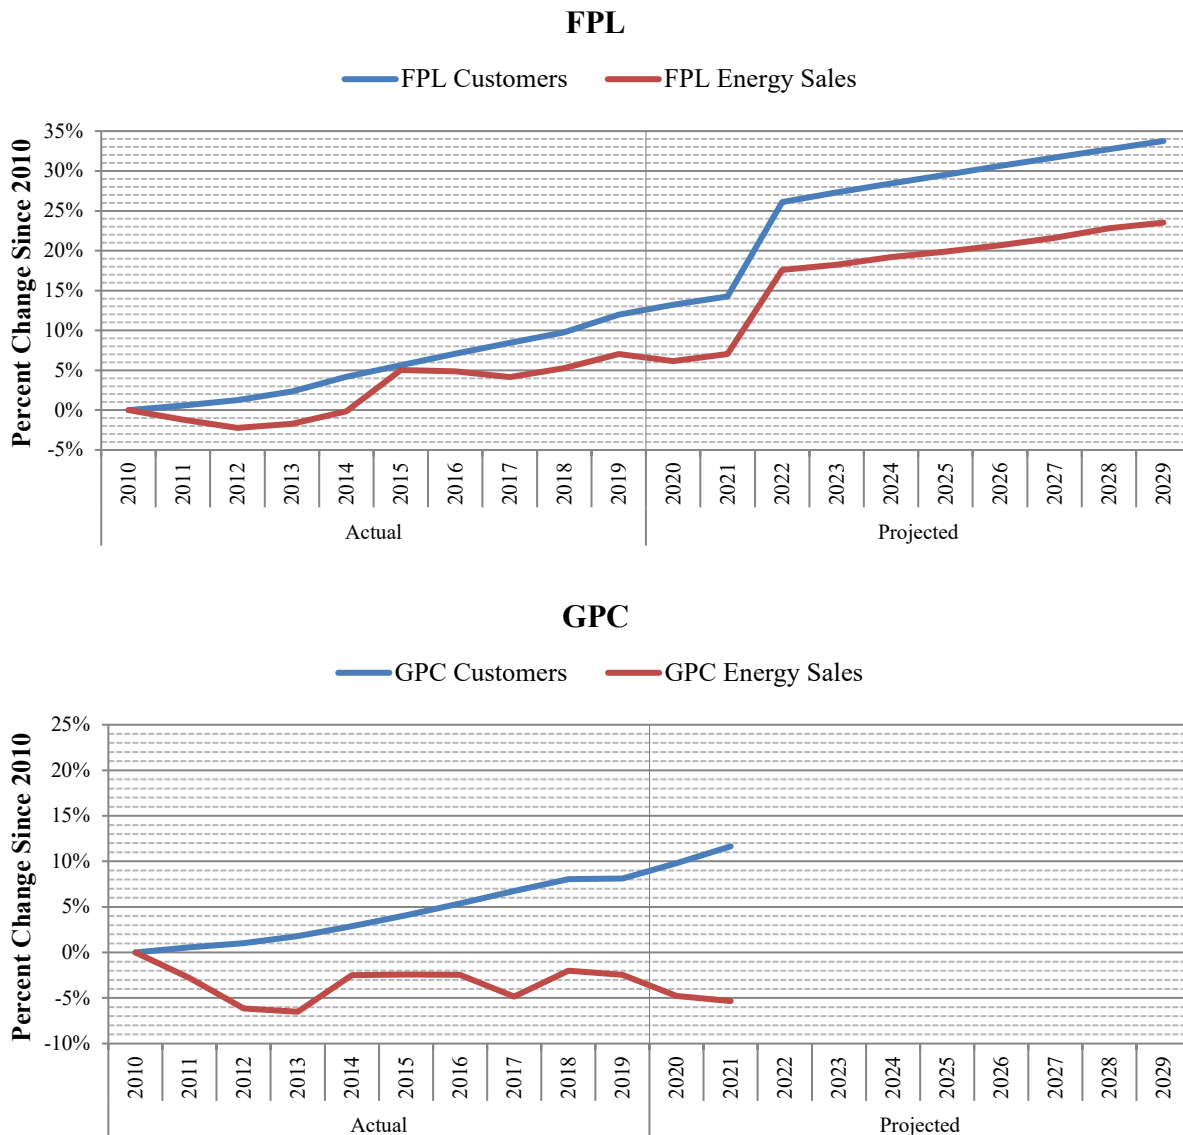 FPL
FPL Customers FPL Energy Sales
Percent Change Since 2010
35%
30%
25%
20%
15%
10%
5%
0%
-5%
2010 2011 2012 2013 2014 2015 2016 2017 2018 2019 2020 2021 2022 2023 2024 2025 2026 2027 2028 2029
Actual Projected
GPC
GPC Customers GPC Energy Sales
Percent Change Since 2010
25%
20%
15%
10%
5%
0%
-5%
-10%
2010 2011 2012 2013 2014 2015 2016 2017 2018 2019 2020 2021 2022 2023 2024 2025 2026 2027 2028 2029
Actual Projected